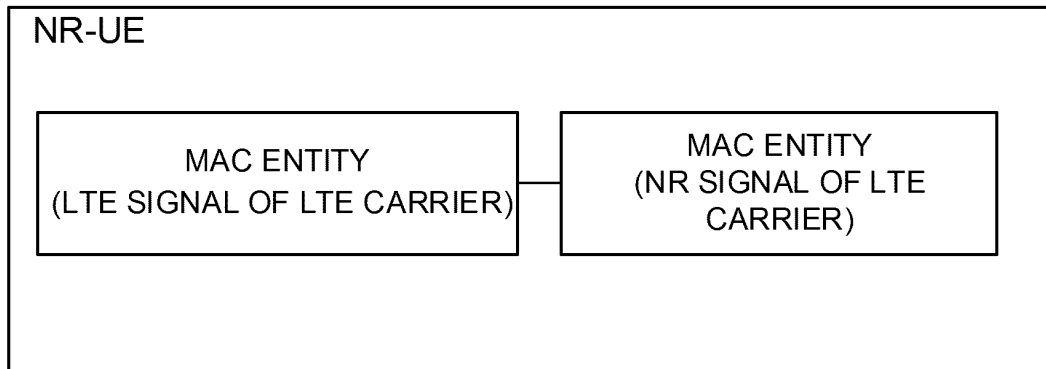 NR-UE
MAC ENTITY
(LTE SIGNAL OF LTE CARRIER)
MAC ENTITY
(NR SIGNAL OF LTE
CARRIER)